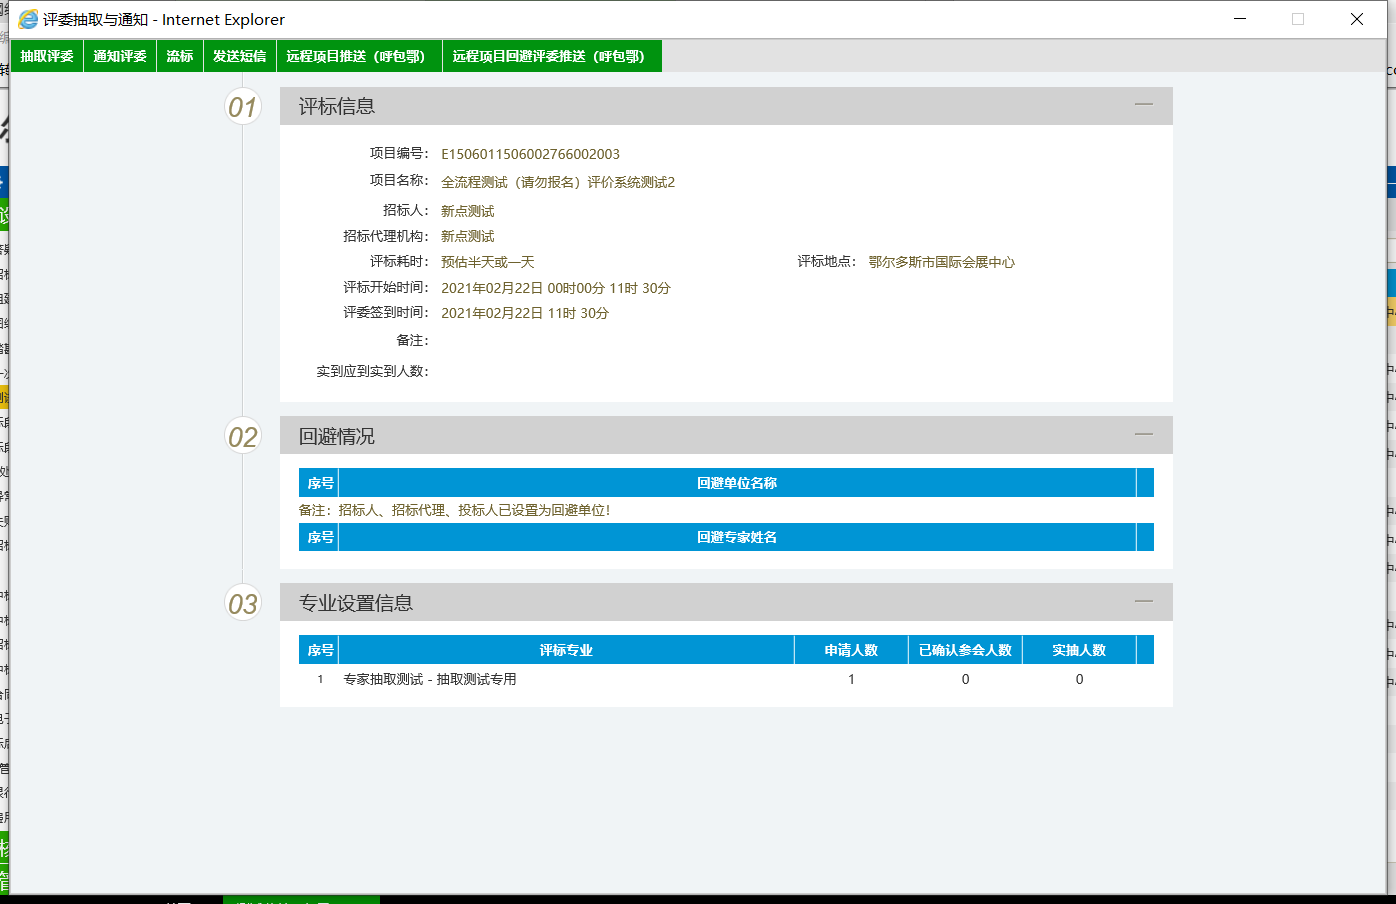 评委抽取与通知 - Internet Explorer
抽取评委 通知评委 流标 发送短信 远程项目推送（呼包鄂） 远程项目回避评委推送（呼包鄂）
01 评标信息
项目编号： E1506011506002766002003
项目名称： 全流程测试（请勿报名）评价系统测试2
招标人： 新点测试
招标代理机构： 新点测试
评标耗时： 预估半天或一天 评标地点： 鄂尔多斯市国际会展中心
评标开始时间： 2021年02月22日 00时00分 11时 30分
评委签到时间： 2021年02月22日 11时 30分
备注：
实到应到实到人数：
02 回避情况
序号 回避单位名称
备注：招标人、招标代理、投标人已设置为回避单位！
序号 回避专家姓名
03 专业设置信息
序号 评标专业 申请人数 已确认参会人数 实抽人数
1 专家抽取测试 - 抽取测试专用 1 0 0